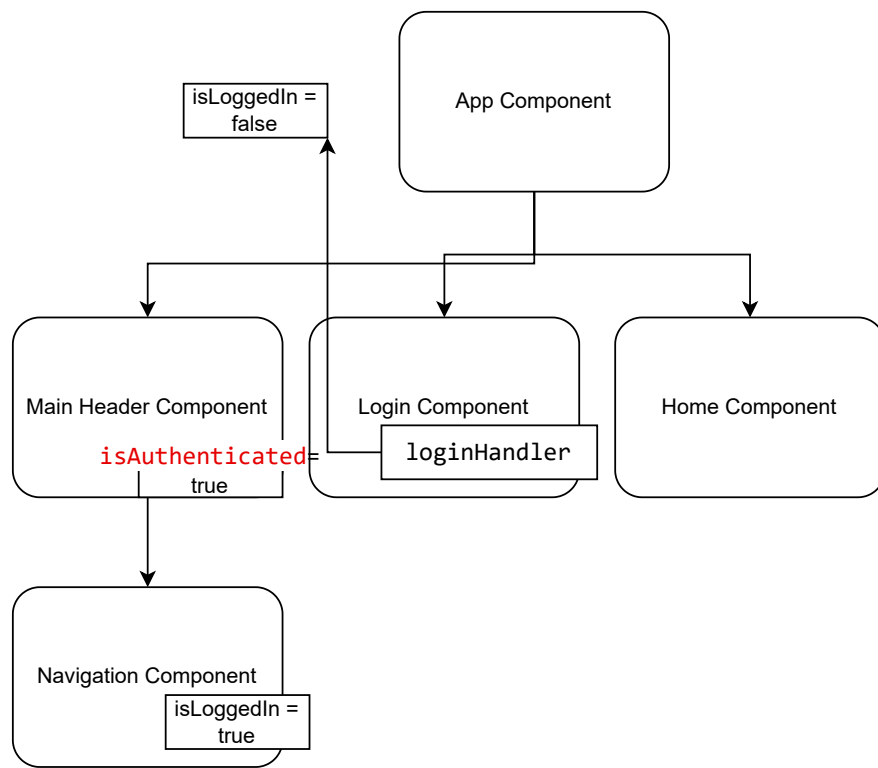 isLoggedIn =
false
App Component
Main Header Component
isAuthenticated=
true
Login Component
loginHandler
Home Component
Navigation Component
isLoggedIn =
true